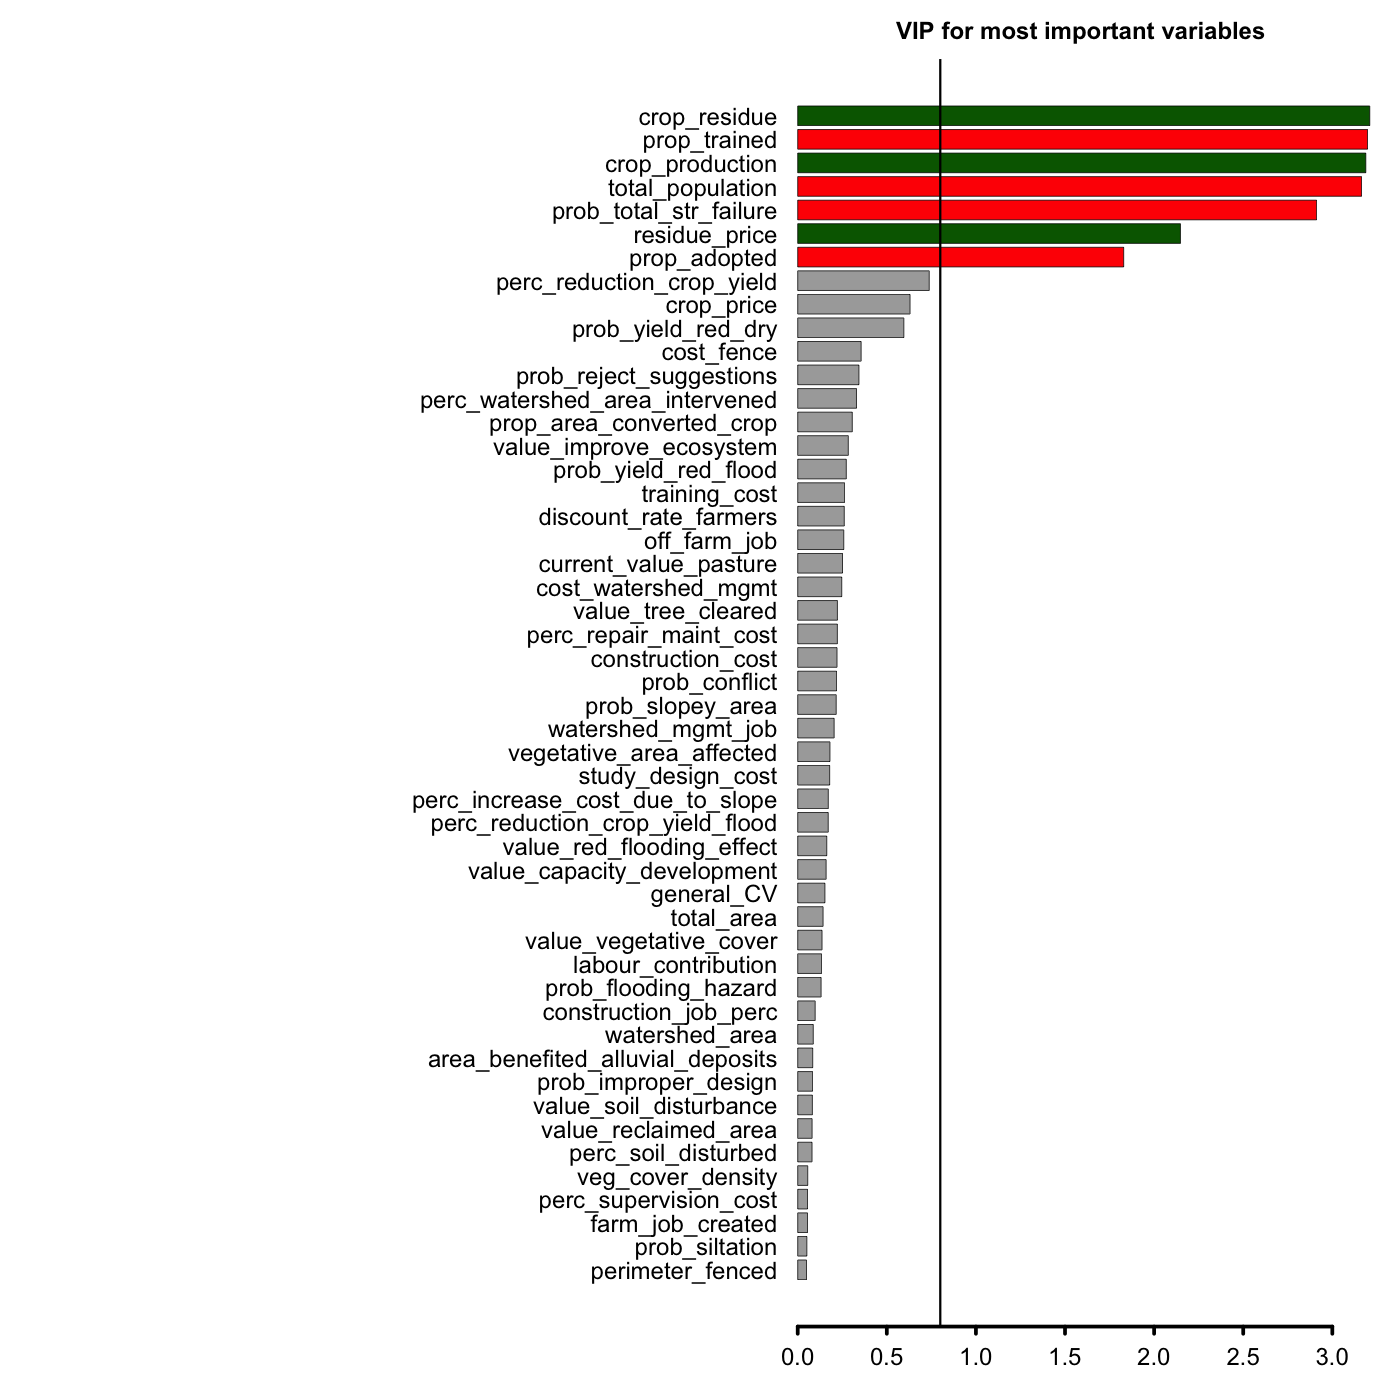 VIP for most important variables
crop_residue
prop_trained
crop_production
total_population
prob_total_str_failure
residue_price
prop_adopted
perc_reduction_crop_yield
crop_price
prob_yield_red_dry
cost_fence
prob_reject_suggestions
perc_watershed_area_intervened
prop_area_converted_crop
value_improve_ecosystem
prob_yield_red_flood
training_cost
discount_rate_farmers
off_farm_job
current_value_pasture
cost_watershed_mgmt
value_tree_cleared
perc_repair_maint_cost
construction_cost
prob_conflict
prob_slopey_area
watershed_mgmt_job
vegetative_area_affected
study_design_cost
perc_increase_cost_due_to_slope
perc_reduction_crop_yield_flood
value_red_flooding_effect
value_capacity_development
general_CV
total_area
value_vegetative_cover
labour_contribution
prob_flooding_hazard
construction_job_perc
watershed_area
area_benefited_alluvial_deposits
prob_improper_design
value_soil_disturbance
value_reclaimed_area
perc_soil_disturbed
veg_cover_density
perc_supervision_cost
farm_job_created
prob_siltation
perimeter_fenced
0.0 0.5 1.0 1.5 2.0 2.5 3.0